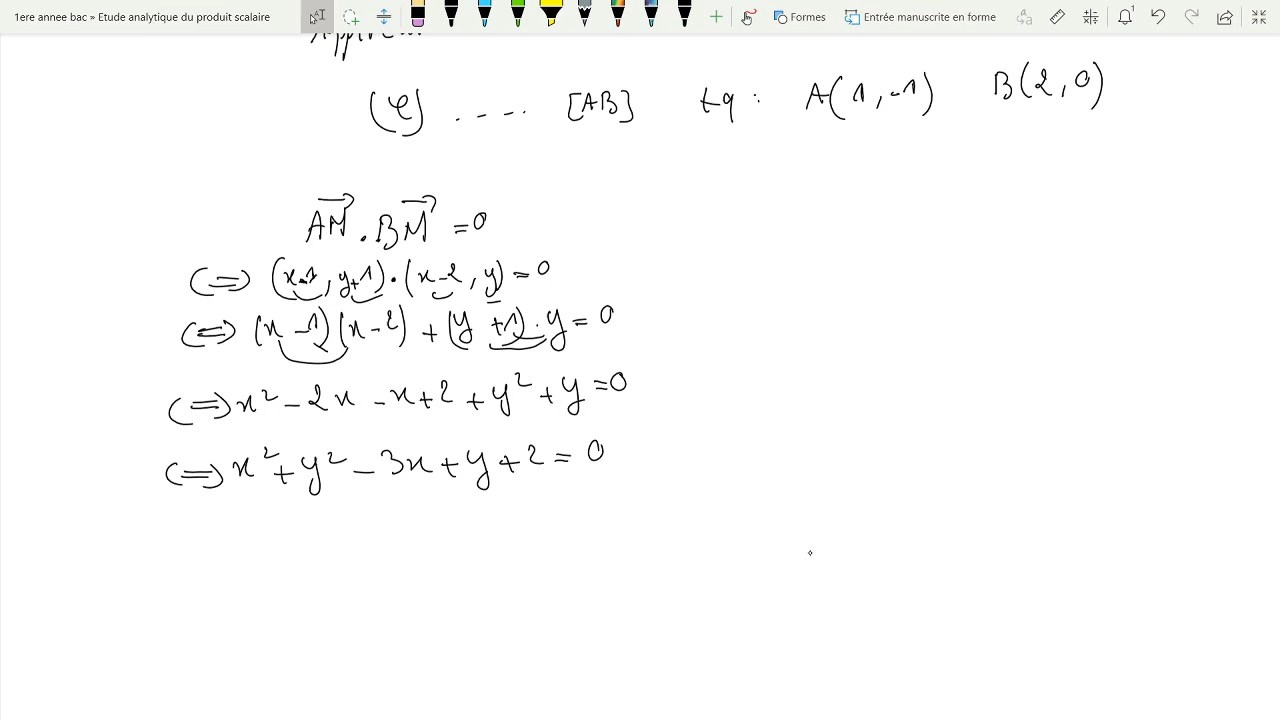 1ere annee bac » Etude analytique du produit scalaire
Formes
Entrée manuscrite en forme
(C) .... [AB] tq : A(1,-1) B(2,0)
AM→ . BM→ = 0
⟺ (x-1, y+1).(x-2, y) = 0
⟺ (x-1)(x-2) + (y+1).y = 0
⟺ x² - 2x - x + 2 + y² + y = 0
⟺ x² + y² - 3x + y + 2 = 0